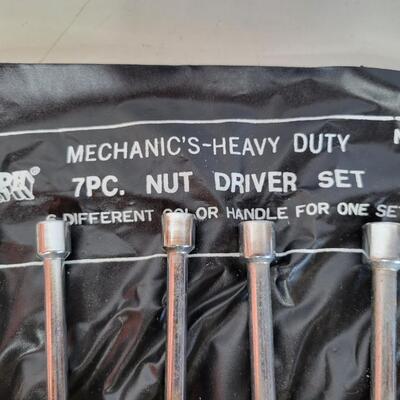 MECHANIC'S-HEAVY DUTY
7PC. NUT DRIVER SET
DIFFERENT COLOR HANDLE FOR ONE SET